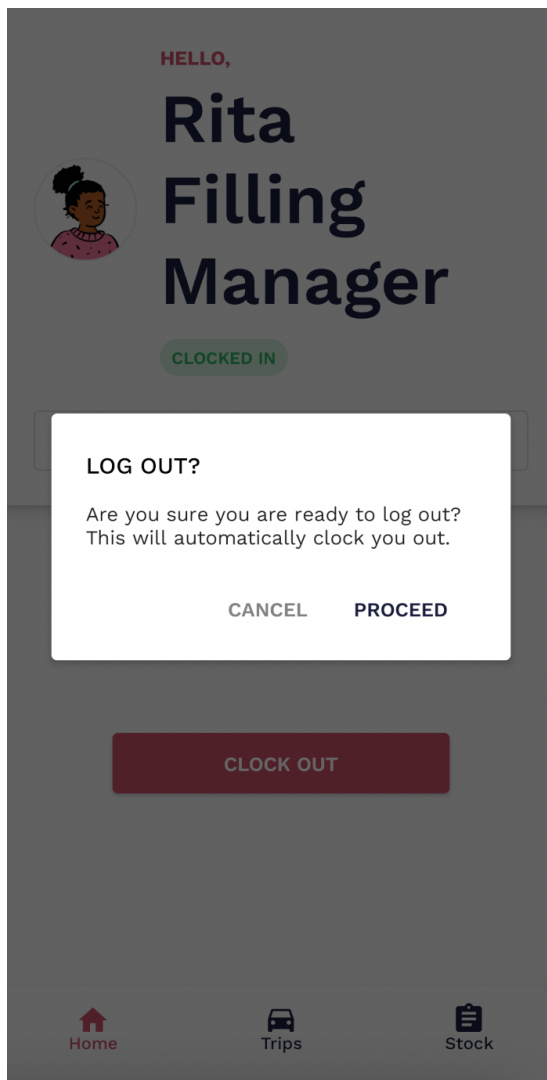 HELLO,
Rita
Filling
Manager
CLOCKED IN
LOG OUT?
Are you sure you are ready to log out?
This will automatically clock you out.
CANCEL PROCEED
CLOCK OUT
Home Trips Stock